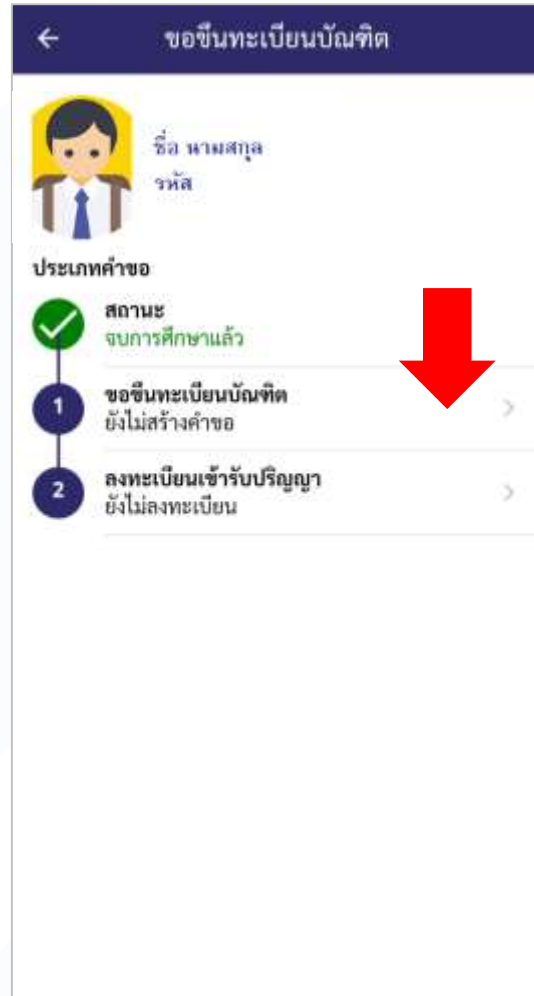 ขอขึ้นทะเบียนบัณฑิต
ชื่อ นามสกุล
รหัส
ประเภทคำขอ
สถานะ
จบการศึกษาแล้ว
1
ขอขึ้นทะเบียนบัณฑิต
ยังไม่สร้างคำขอ
2
ลงทะเบียนเข้ารับปริญญา
ยังไม่ลงทะเบียน